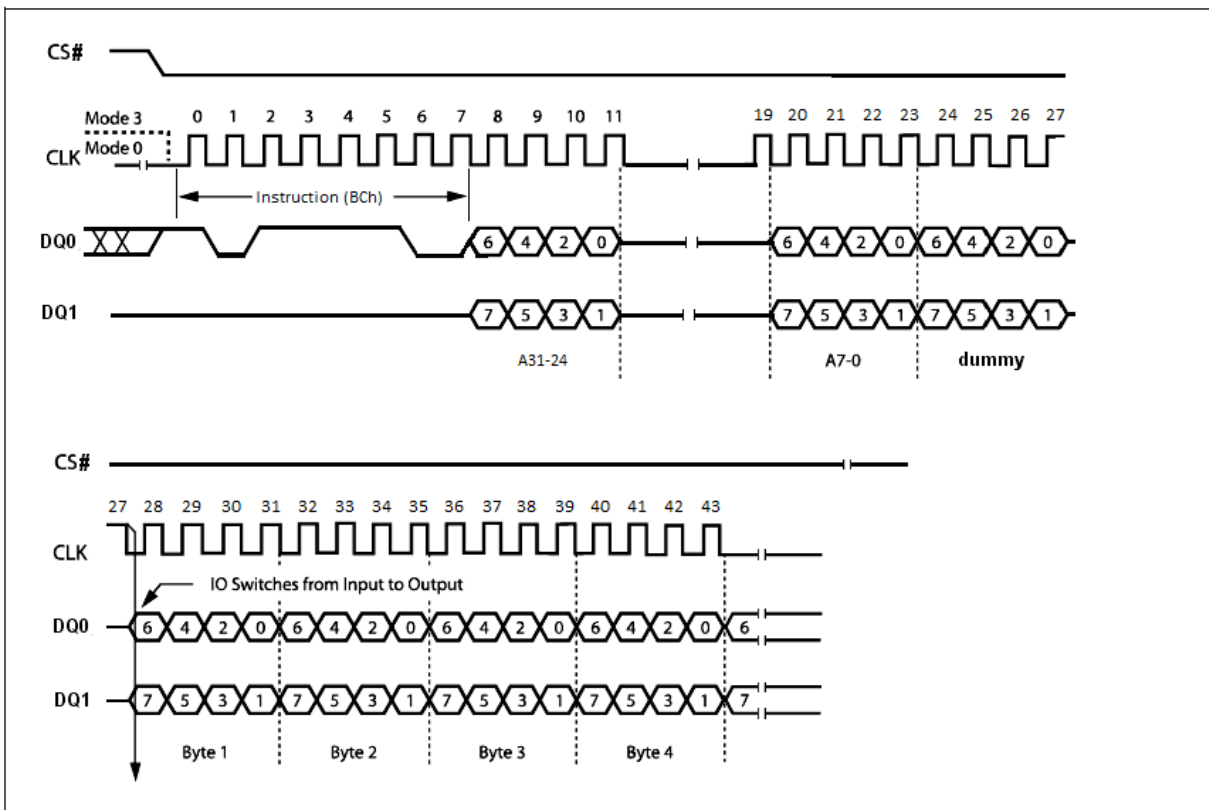 CS#
Mode 3
0 1 2 3 4 5 6 7 8 9 10 11 19 20 21 22 23 24 25 26 27
Mode 0
CLK
Instruction (BCh)
DQ0 6 4 2 0 6 4 2 0 6 4 2 0
DQ1 7 5 3 1 7 5 3 1 7 5 3 1
A31-24 A7-0 dummy
CS#
27 28 29 30 31 32 33 34 35 36 37 38 39 40 41 42 43
CLK
IO Switches from Input to Output
DQ0 6 4 2 0 6 4 2 0 6 4 2 0 6 4 2 0 6
DQ1 7 5 3 1 7 5 3 1 7 5 3 1 7 5 3 1 7
Byte 1 Byte 2 Byte 3 Byte 4